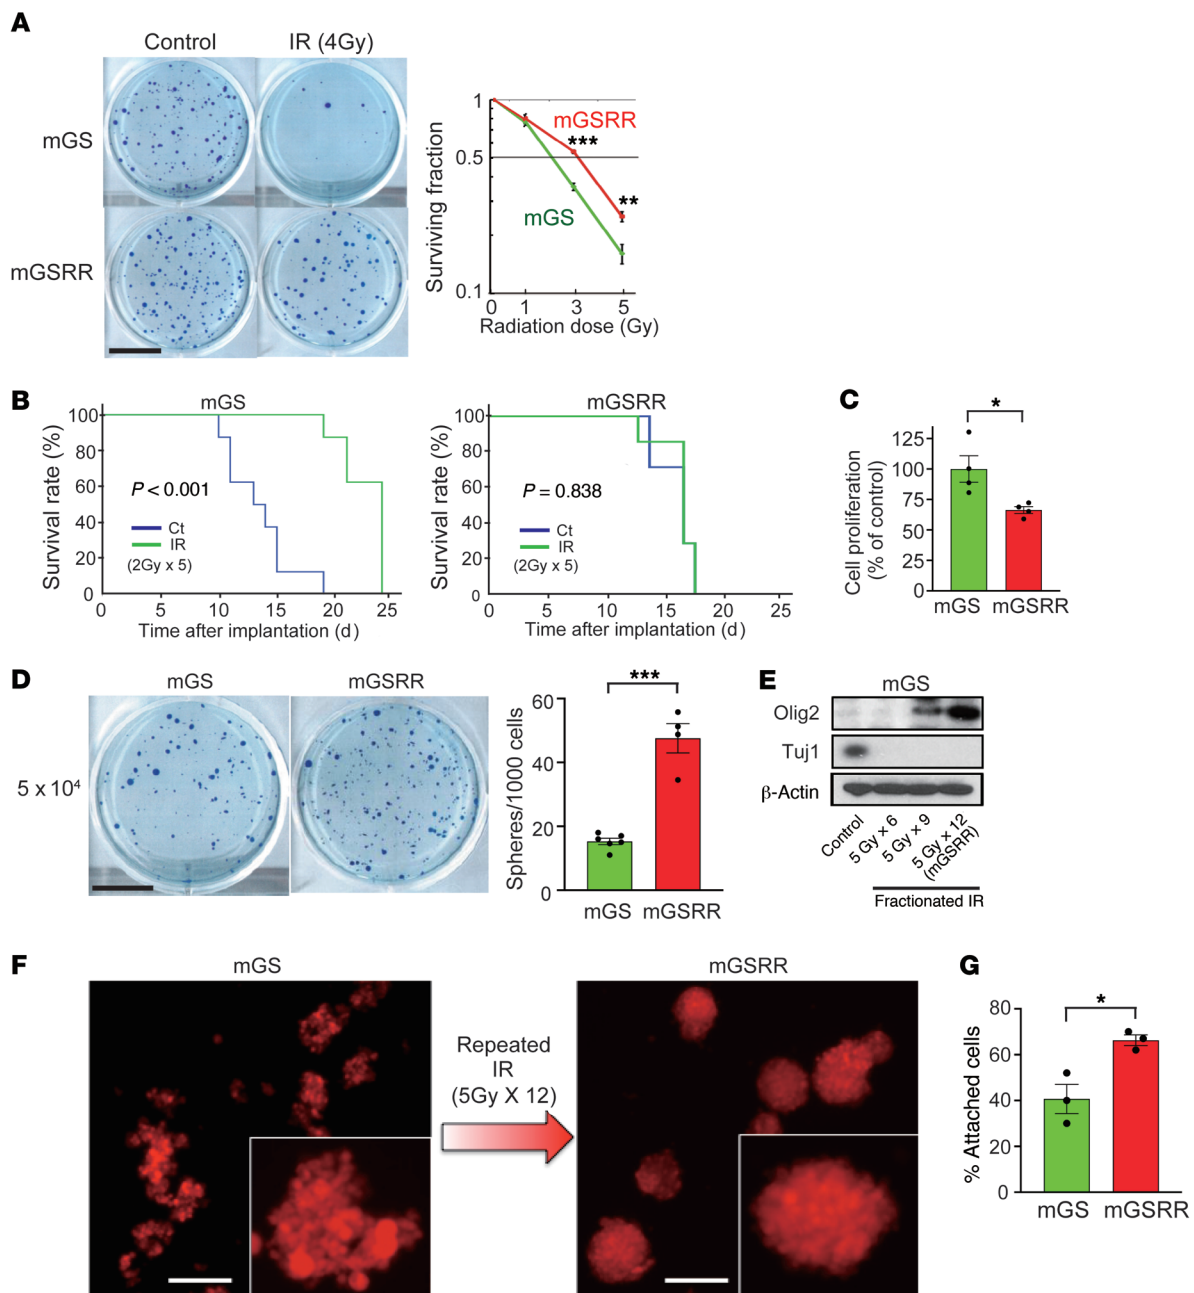 A
Control
IR (4Gy)
mGS
mGSRR
Surviving fraction
1
0.5
0.1
mGSRR
***
**
mGS
0 1 3 5
Radiation dose (Gy)
B
mGS
Survival rate (%)
100
80
60
40
20
0
P < 0.001
Ct
IR
(2Gy x 5)
0 5 10 15 20 25
Time after implantation (d)
mGSRR
Survival rate (%)
100
80
60
40
20
0
P = 0.838
Ct
IR
(2Gy x 5)
0 5 10 15 20 25
Time after implantation (d)
C
*
Cell proliferation
(% of control)
125
100
75
50
25
0
mGS mGSRR
D
mGS
mGSRR
5 x 10⁴
Spheres/1000 cells
60
40
20
0
***
mGS mGSRR
E
mGS
Olig2
Tuj1
β-Actin
Control
5 Gy × 6
5 Gy × 9
5 Gy × 12
(mGSRR)
Fractionated IR
F
mGS
Repeated
IR
(5Gy X 12)
mGSRR
G
*
% Attached cells
80
60
40
20
0
mGS mGSRR